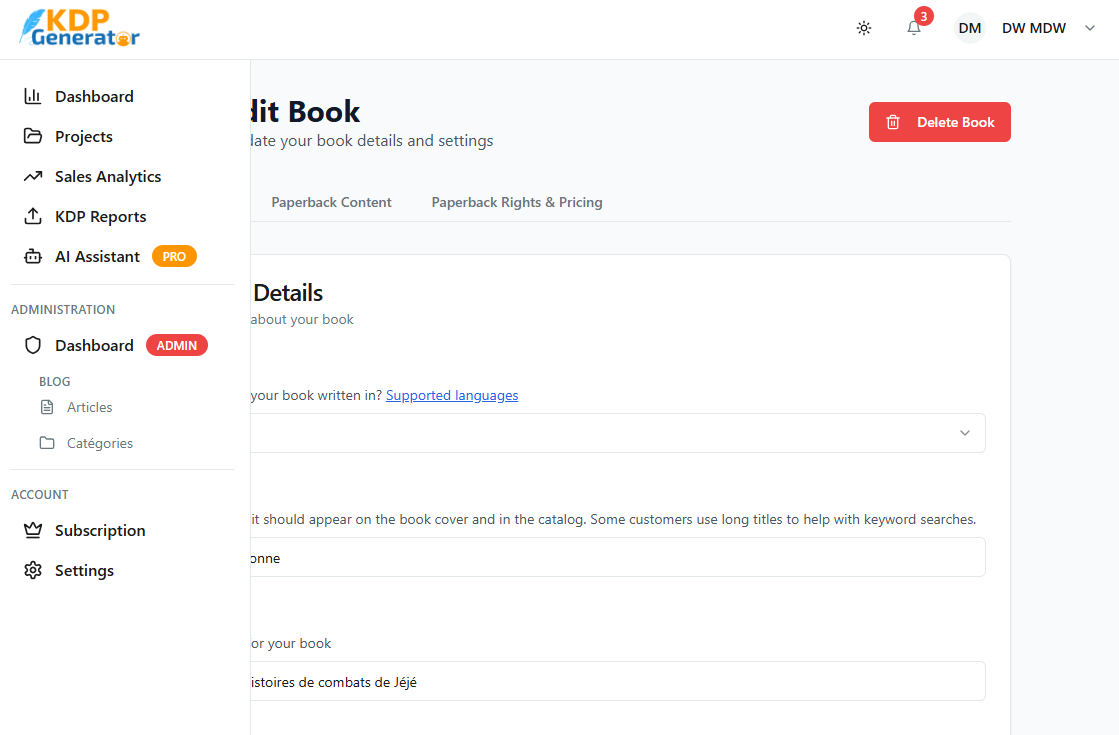 KDP
Generator
3
DM
DW MDW
Dashboard
Projects
Sales Analytics
KDP Reports
AI Assistant
PRO
ADMINISTRATION
Dashboard
ADMIN
BLOG
Articles
Catégories
ACCOUNT
Subscription
Settings
dit Book
date your book details and settings
Delete Book
Paperback Content
Paperback Rights & Pricing
Details
about your book
your book written in? Supported languages
it should appear on the book cover and in the catalog. Some customers use long titles to help with keyword searches.
onne
or your book
istoires de combats de Jéjé